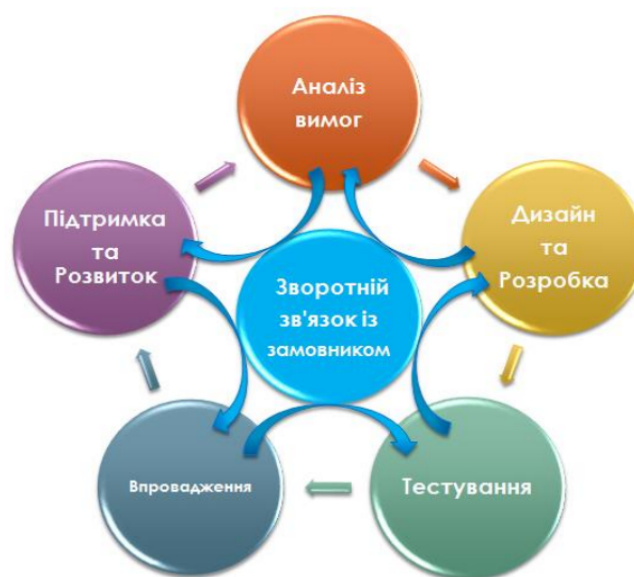 Аналіз
вимог
Дизайн
та
Розробка
Тестування
Впровадження
Підтримка
та
Розвиток
Зворотній
зв'язок із
замовником